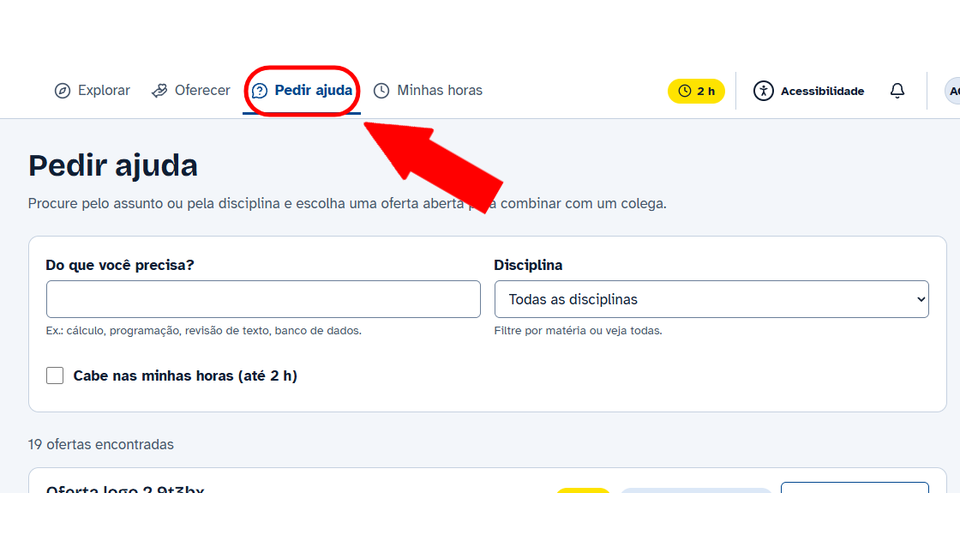 Explorar
Oferecer
Pedir ajuda
Minhas horas
2 h
Acessibilidade
Pedir ajuda
Procure pelo assunto ou pela disciplina e escolha uma oferta aberta combinar com um colega.
Do que você precisa?
Disciplina
Todas as disciplinas
Ex.: cálculo, programação, revisão de texto, banco de dados.
Filtre por matéria ou veja todas.
Cabe nas minhas horas (até 2 h)
19 ofertas encontradas